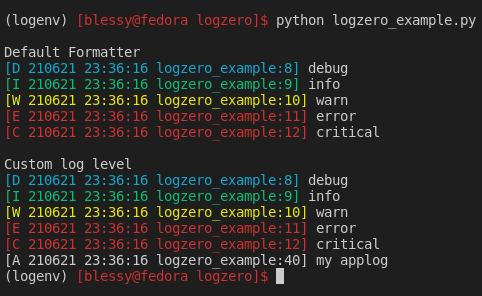 (logenv) [blessy@fedora logzero]$ python logzero_example.py
Default Formatter
[D 210621 23:36:16 logzero_example:8] debug
[I 210621 23:36:16 logzero_example:9] info
[W 210621 23:36:16 logzero_example:10] warn
[E 210621 23:36:16 logzero_example:11] error
[C 210621 23:36:16 logzero_example:12] critical
Custom log level
[D 210621 23:36:16 logzero_example:8] debug
[I 210621 23:36:16 logzero_example:9] info
[W 210621 23:36:16 logzero_example:10] warn
[E 210621 23:36:16 logzero_example:11] error
[C 210621 23:36:16 logzero_example:12] critical
[A 210621 23:36:16 logzero_example:40] my applog
(logenv) [blessy@fedora logzero]$